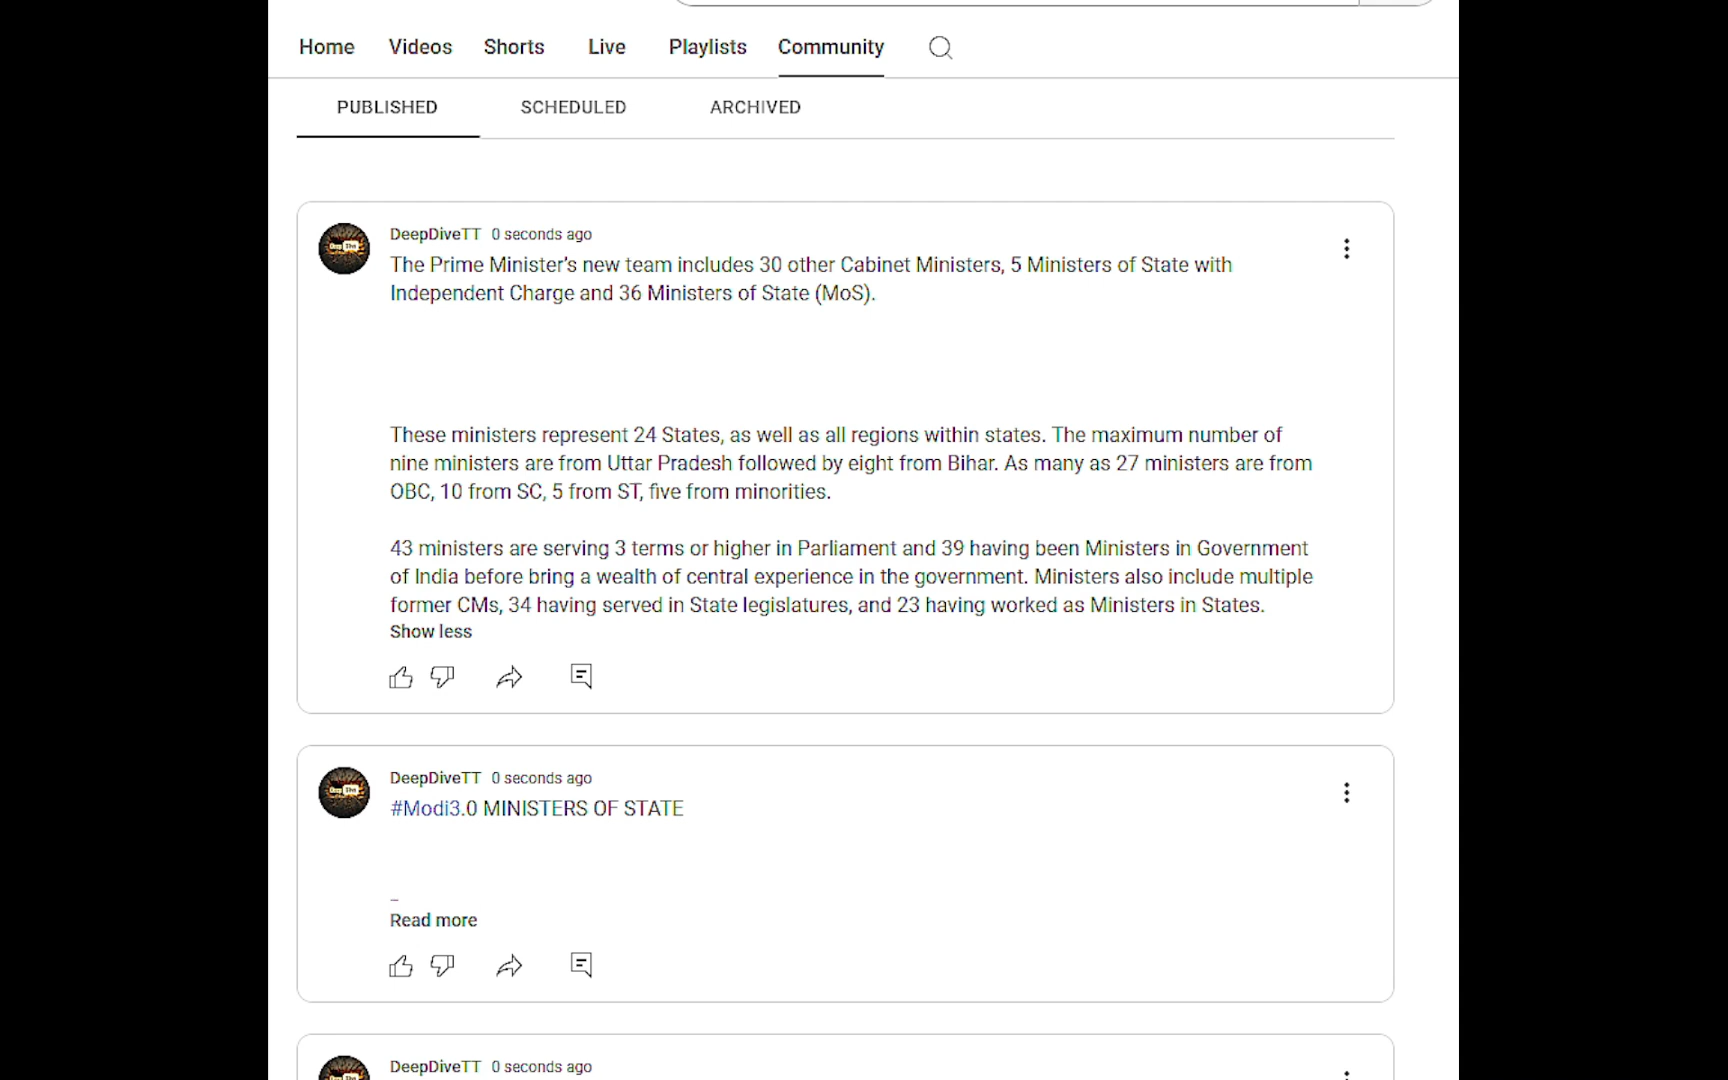 Home Videos Shorts Live Playlists Community
PUBLISHED SCHEDULED ARCHIVED
DeepDiveTT 0 seconds ago
The Prime Minister's new team includes 30 other Cabinet Ministers, 5 Ministers of State with
Independent Charge and 36 Ministers of State (MoS).
These ministers represent 24 States, as well as all regions within states. The maximum number of
nine ministers are from Uttar Pradesh followed by eight from Bihar. As many as 27 ministers are from
OBC, 10 from SC, 5 from ST, five from minorities.
43 ministers are serving 3 terms or higher in Parliament and 39 having been Ministers in Government
of India before bring a wealth of central experience in the government. Ministers also include multiple
former CMs, 34 having served in State legislatures, and 23 having worked as Ministers in States.
Show less
DeepDiveTT 0 seconds ago
#Modi3.0 MINISTERS OF STATE
_
Read more
DeepDiveTT 0 seconds ago